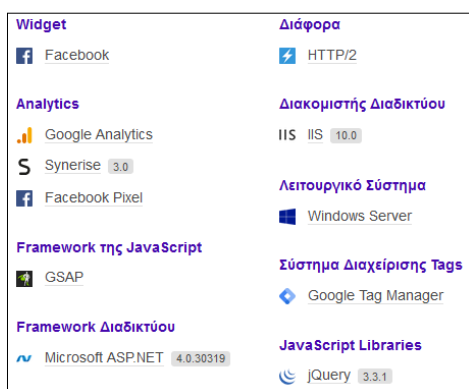 Widget
Facebook
Analytics
Google Analytics
Synerise 3.0
Facebook Pixel
Framework της JavaScript
GSAP
Framework Διαδικτύου
Microsoft ASP.NET 4.0.30319
Διάφορα
HTTP/2
Διακομιστής Διαδικτύου
IIS IIS 10.0
Λειτουργικό Σύστημα
Windows Server
Σύστημα Διαχείρισης Tags
Google Tag Manager
JavaScript Libraries
jQuery 3.3.1